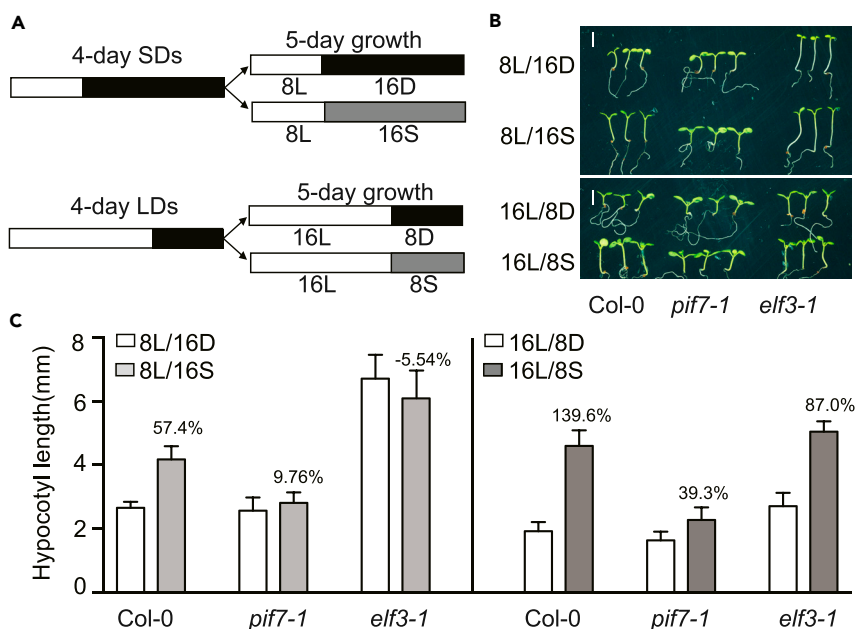 A
4-day SDs
5-day growth
8L 16D
8L 16S
4-day LDs
5-day growth
16L 8D
16L 8S
B
8L/16D
8L/16S
16L/8D
16L/8S
Col-0 pif7-1 elf3-1
C
Hypocotyl length(mm)
8
6
4
2
0
8L/16D
8L/16S
57.4%
9.76%
-5.54%
16L/8D
16L/8S
139.6%
39.3%
87.0%
Col-0 pif7-1 elf3-1 Col-0 pif7-1 elf3-1